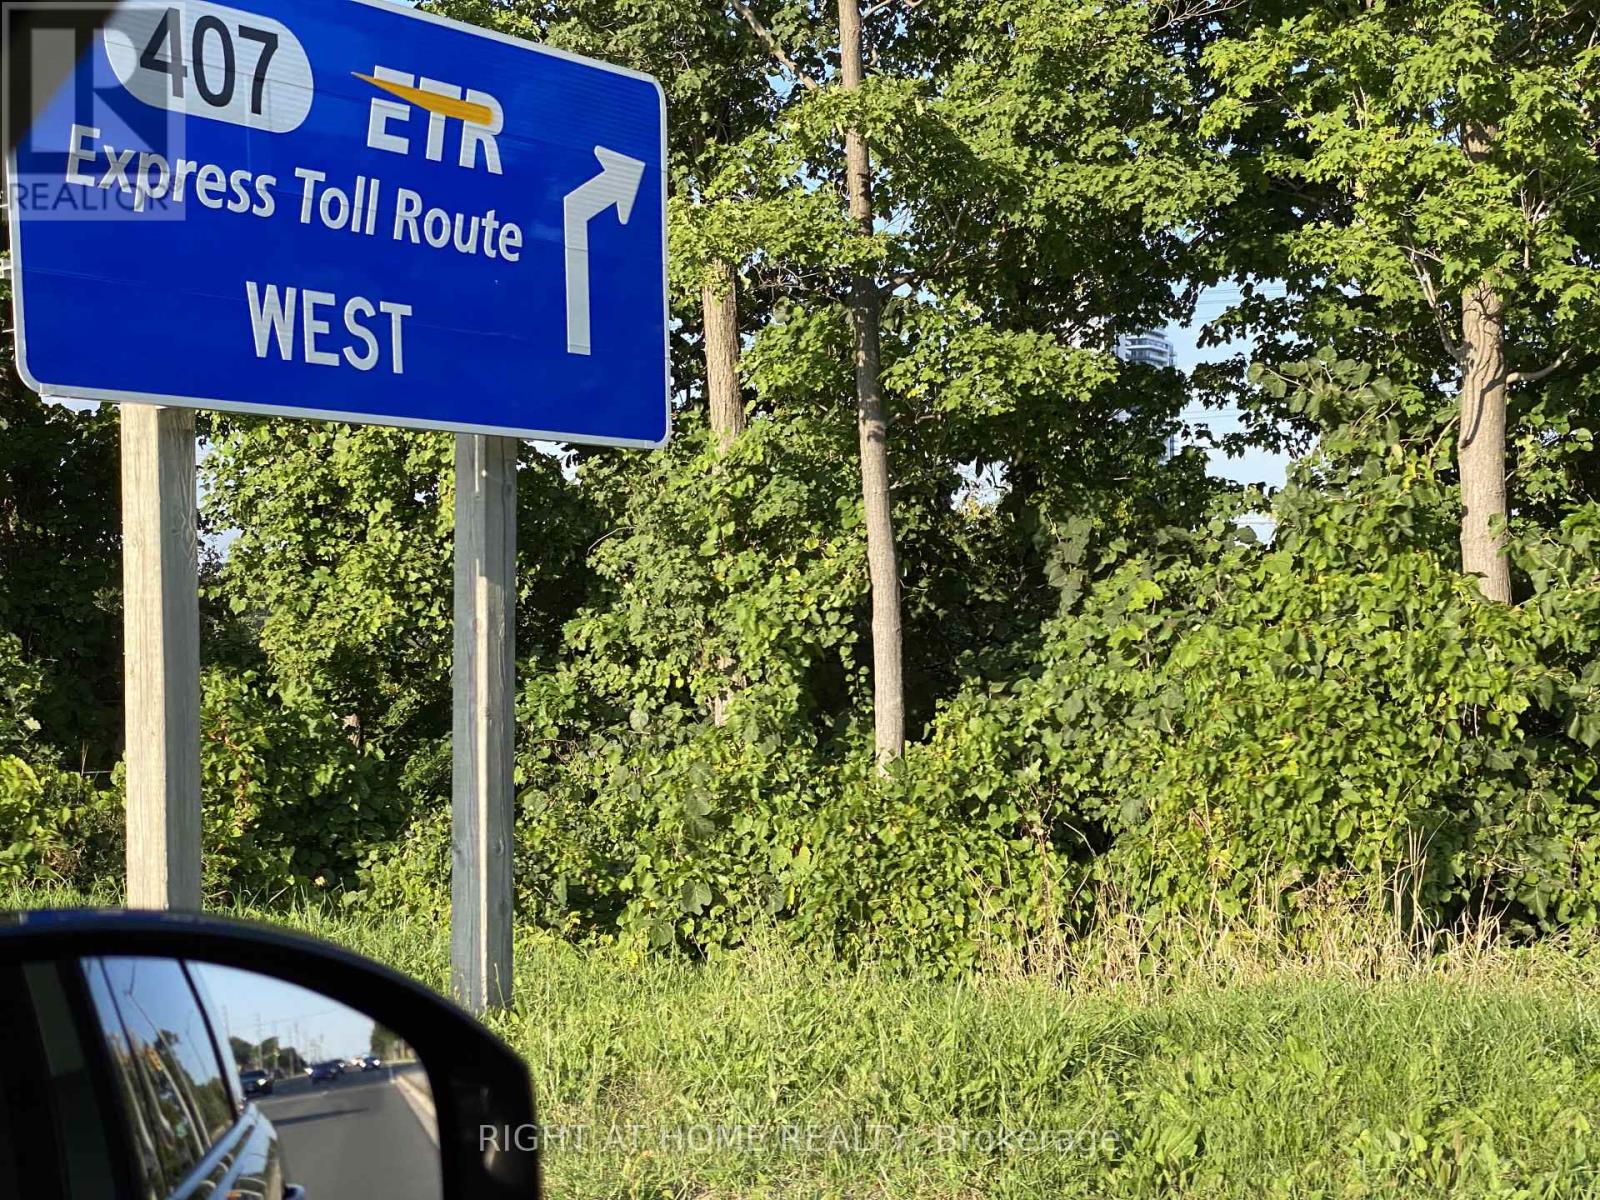 407 ETR
Express Toll Route
WEST
REALTOR®
RIGHT AT HOME REALTY, Brokerage